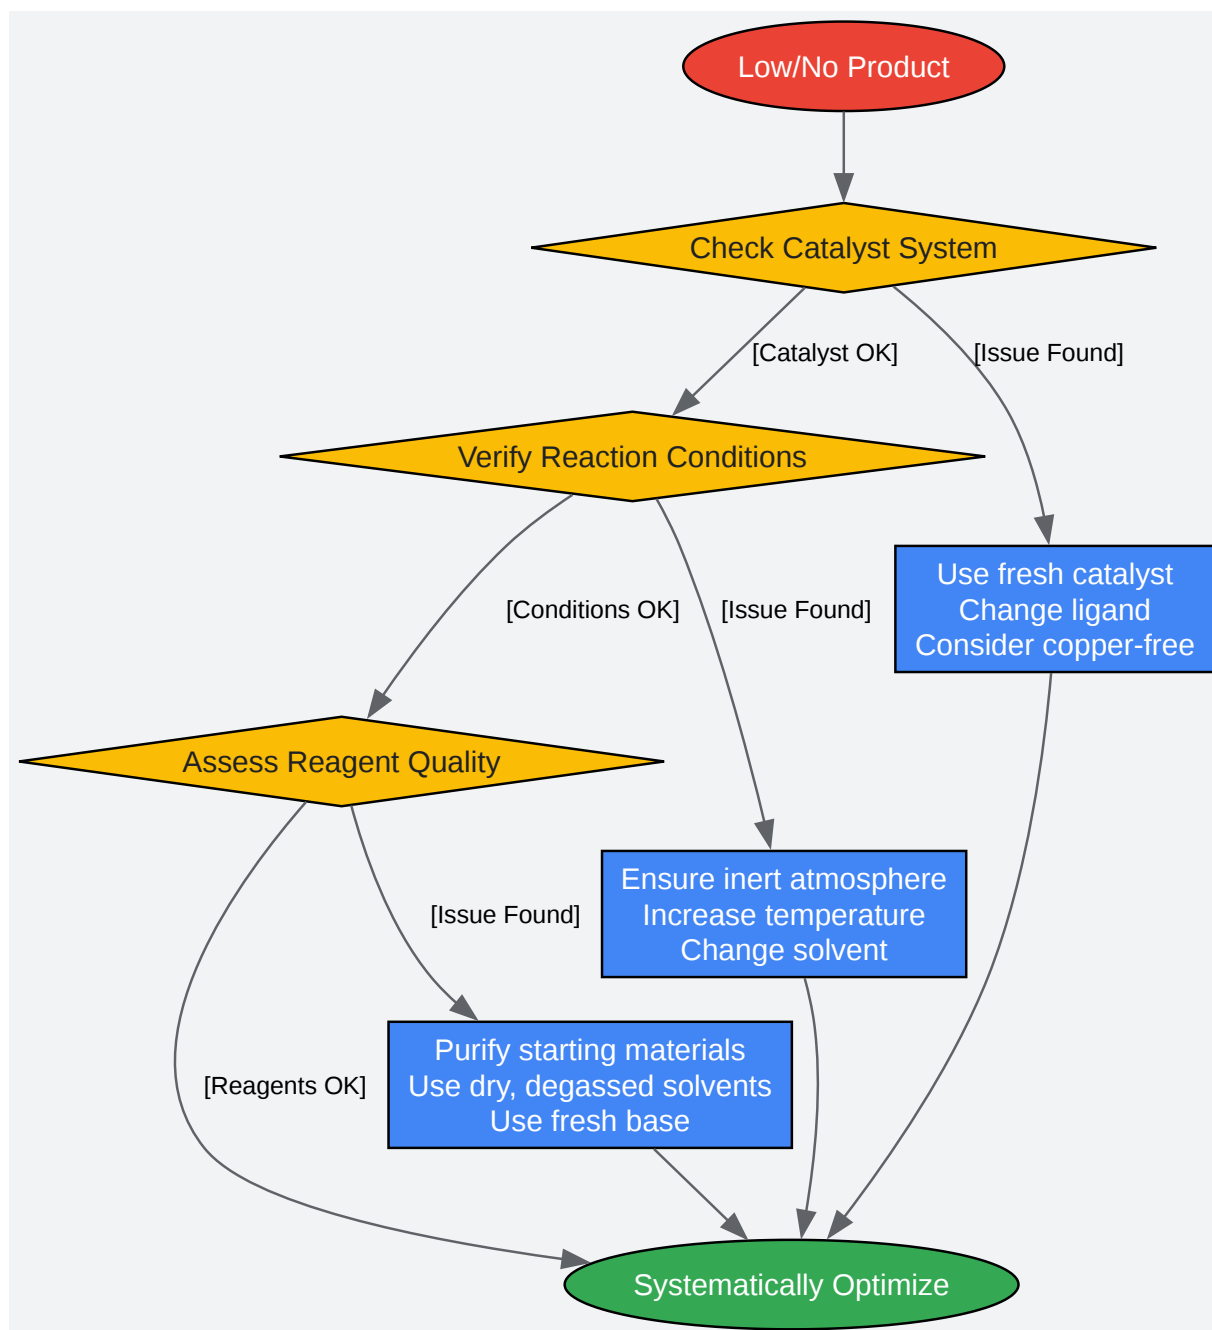 Low/No Product
Check Catalyst System
[Catalyst OK]
[Issue Found]
Verify Reaction Conditions
[Conditions OK]
[Issue Found]
Use fresh catalyst
Change ligand
Consider copper-free
Assess Reagent Quality
[Issue Found]
Ensure inert atmosphere
Increase temperature
Change solvent
[Reagents OK]
Purify starting materials
Use dry, degassed solvents
Use fresh base
Systematically Optimize